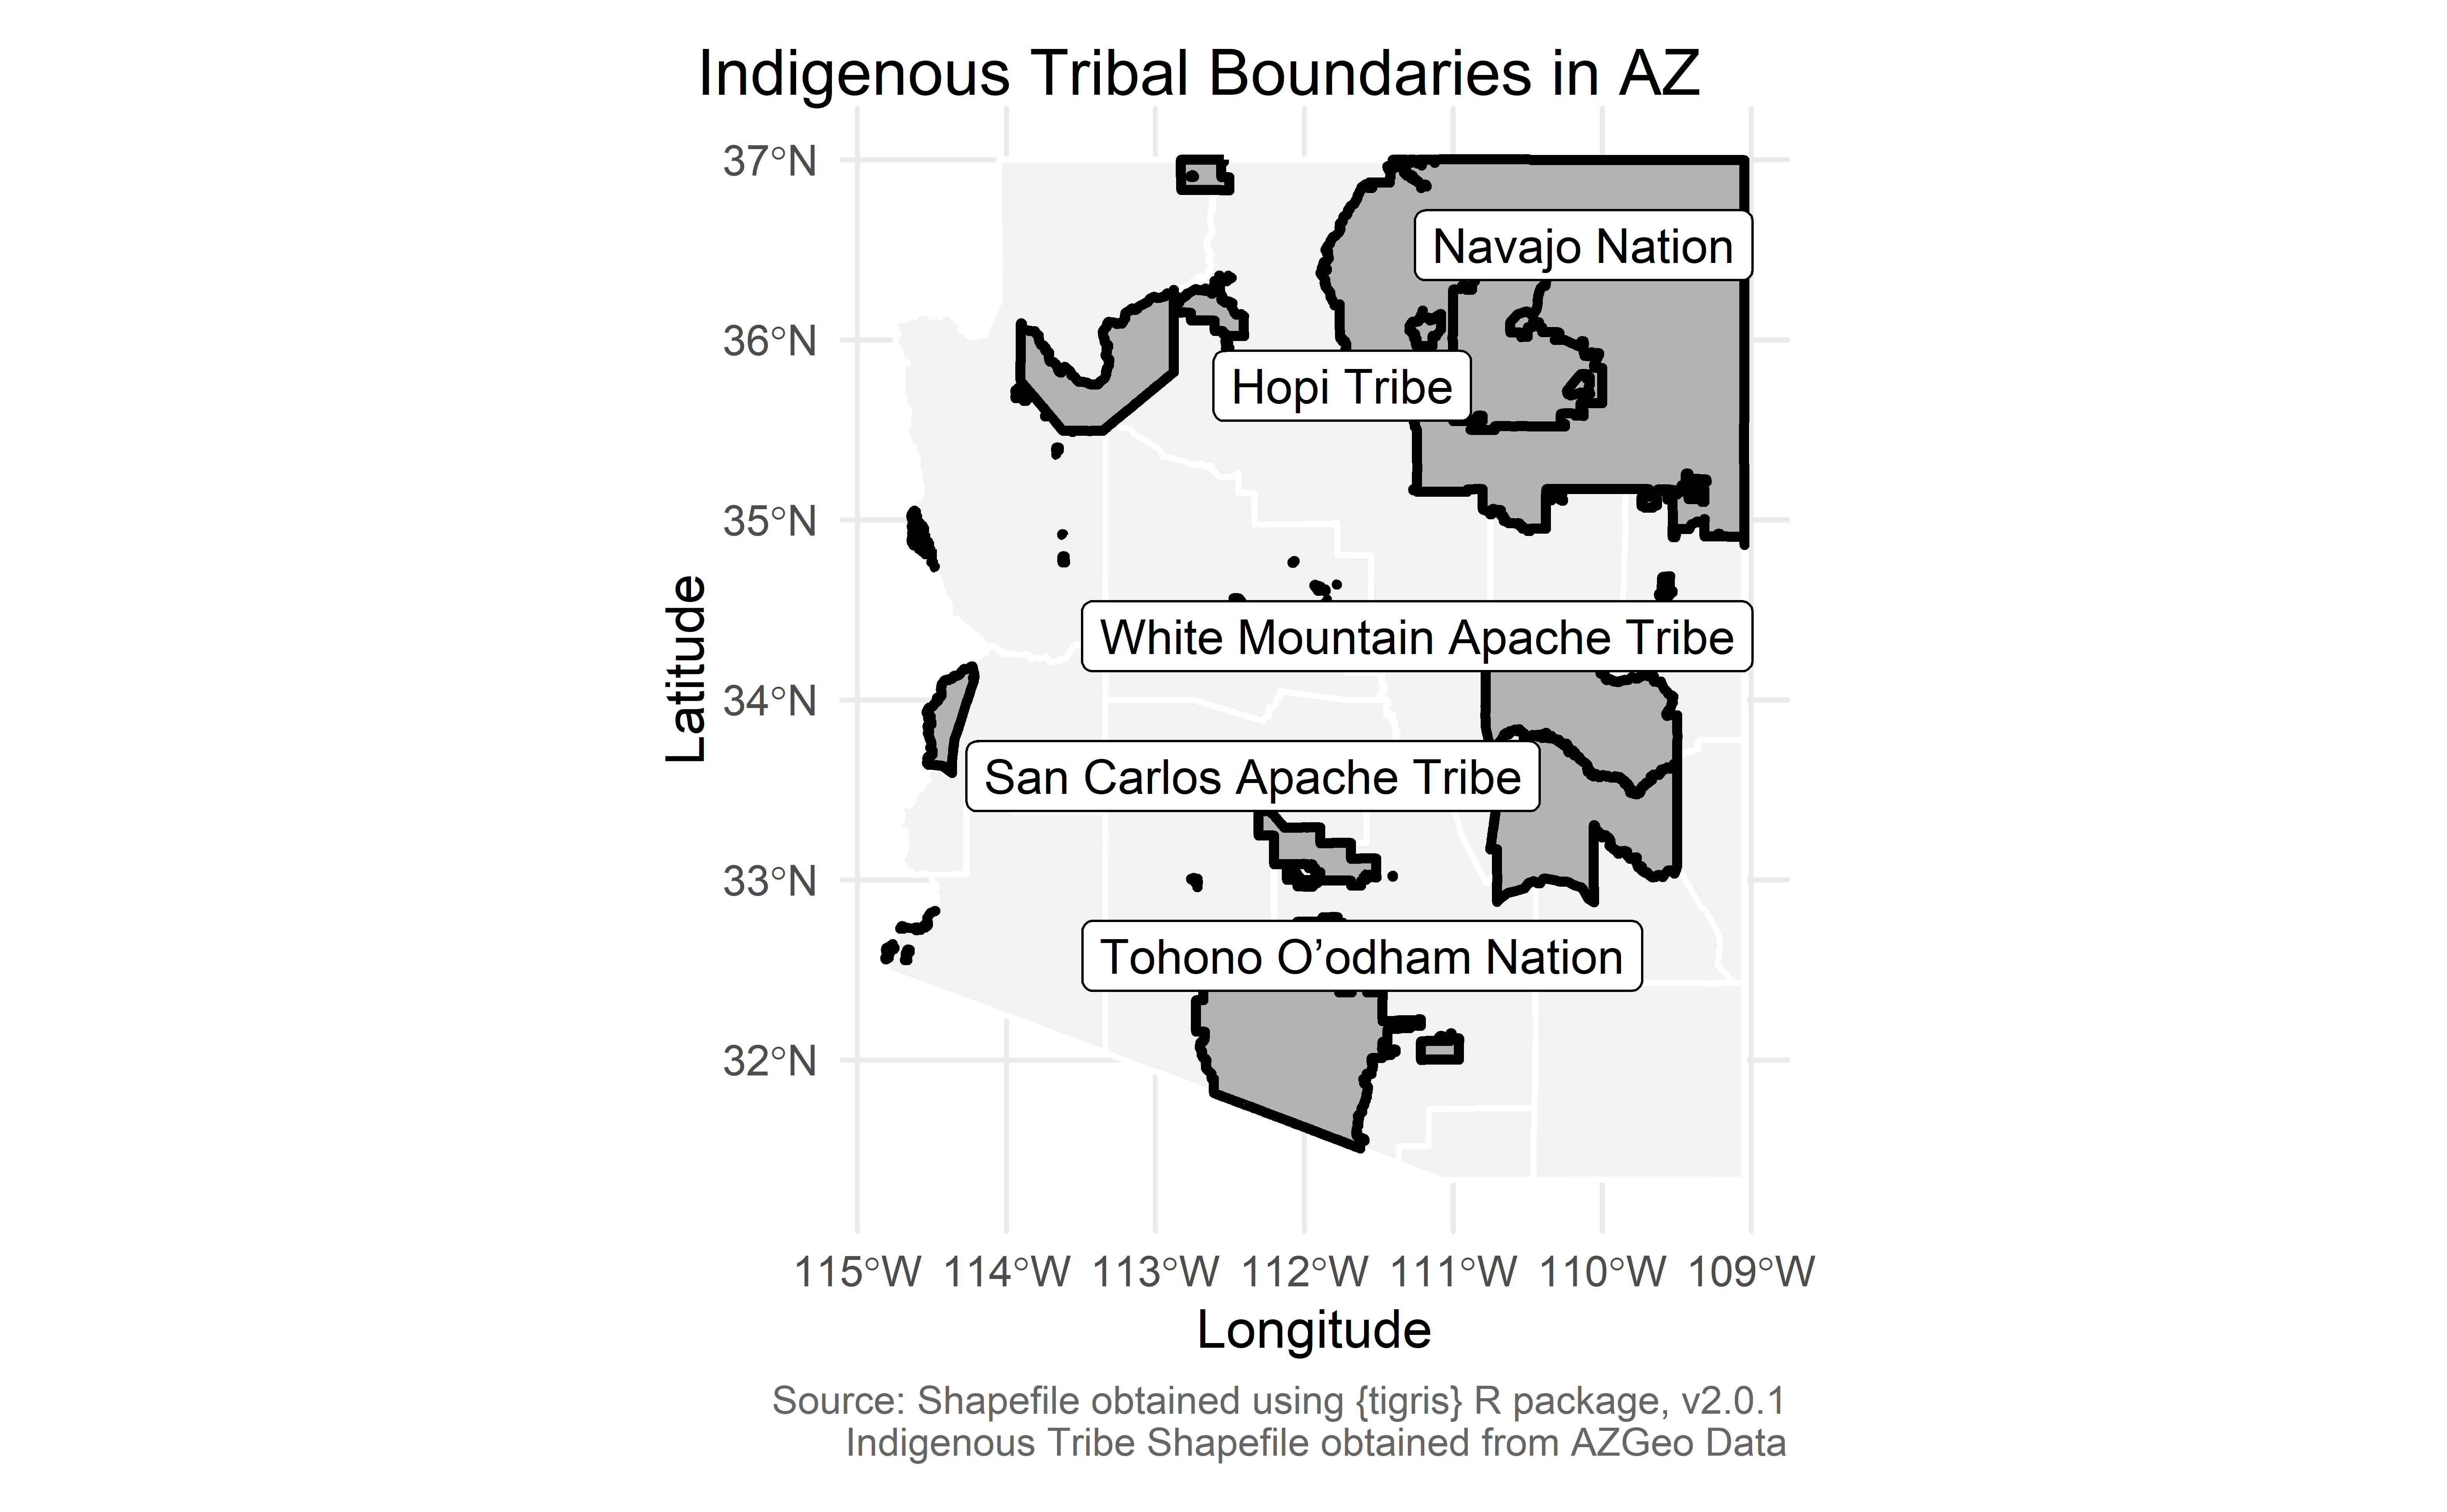 Indigenous Tribal Boundaries in AZ
37°N
36°N
35°N
34°N
33°N
32°N
Latitude
Navajo Nation
Hopi Tribe
White Mountain Apache Tribe
San Carlos Apache Tribe
Tohono O’odham Nation
115°W 114°W 113°W 112°W 111°W 110°W 109°W
Longitude
Source: Shapefile obtained using {tigris} R package, v2.0.1
Indigenous Tribe Shapefile obtained from AZGeo Data